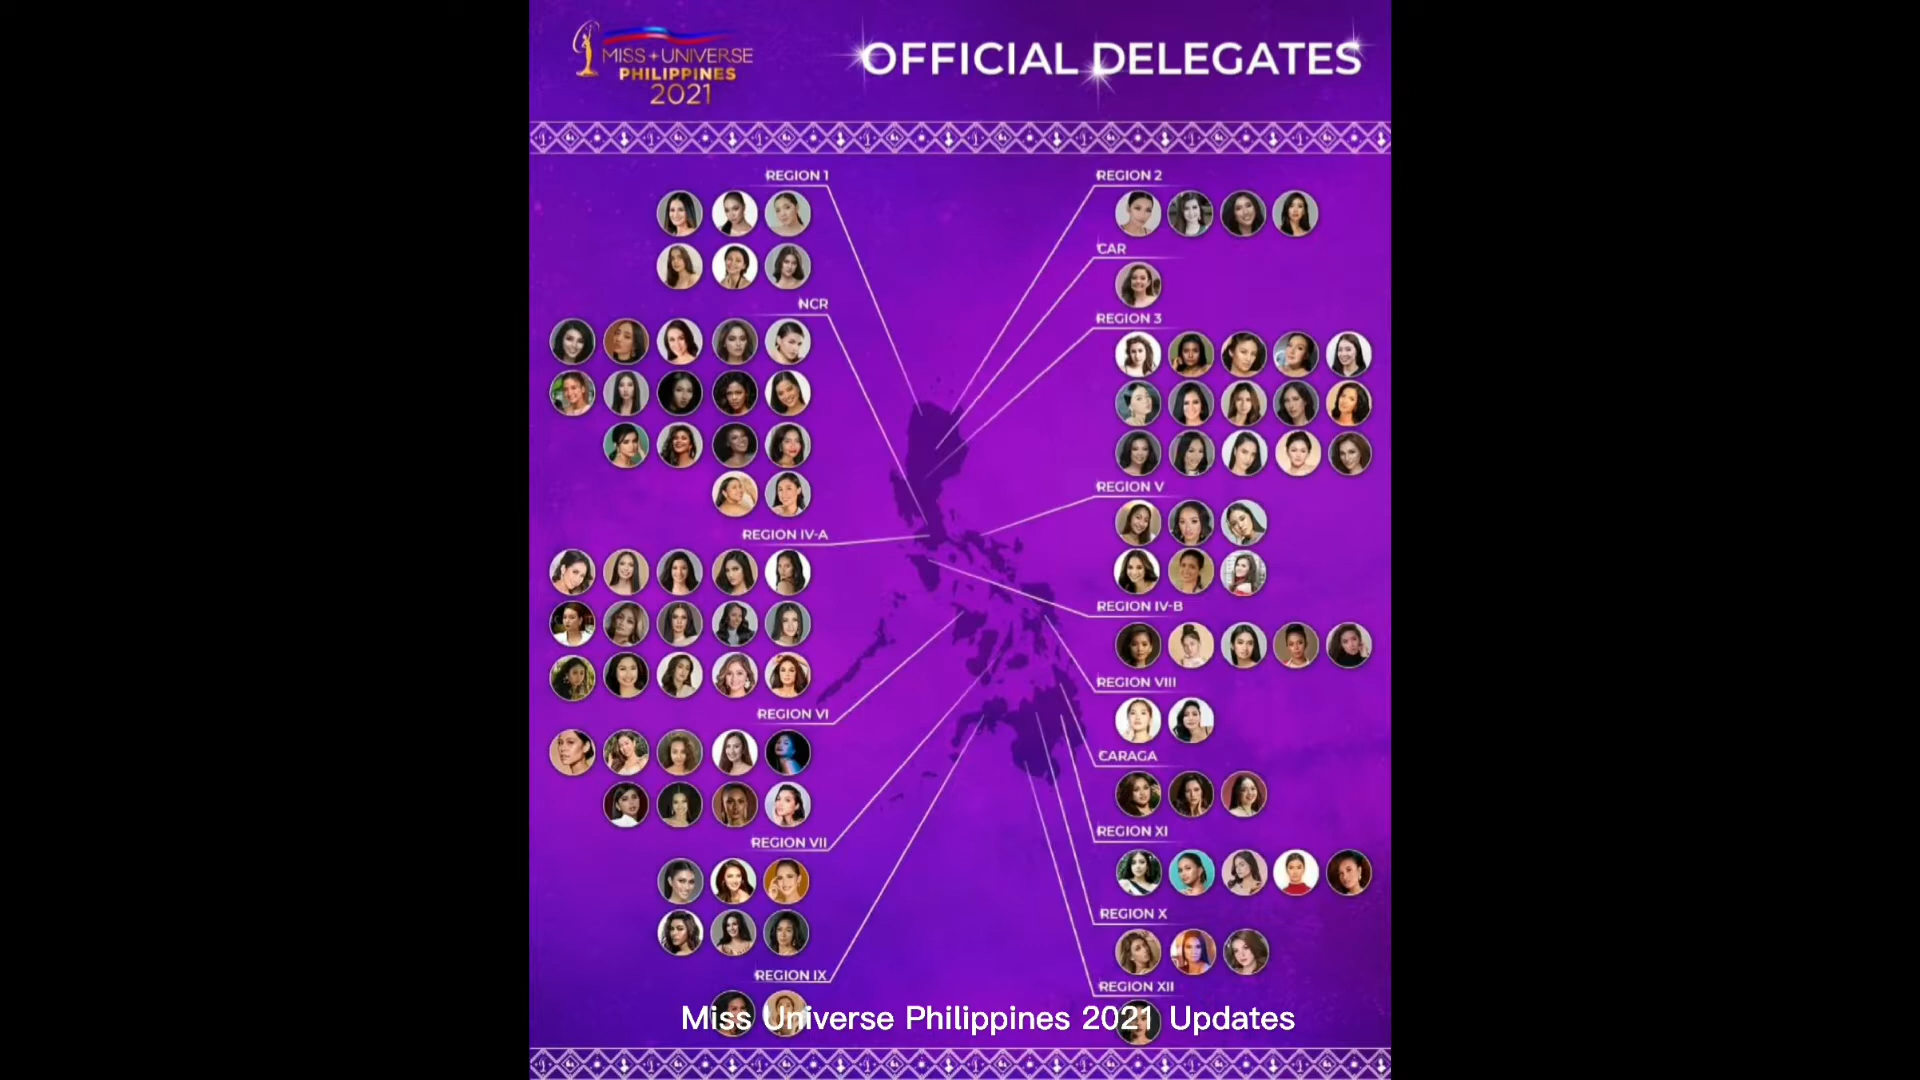 MISS UNIVERSE
PHILIPPINES
2021
OFFICIAL DELEGATES
REGION 1
REGION 2
CAR
NCR
REGION 3
REGION V
REGION IV-A
REGION IV-B
REGION VIII
REGION VI
CARAGA
REGION XI
REGION VII
REGION X
REGION IX
REGION XII
Miss Universe Philippines 2021 Updates